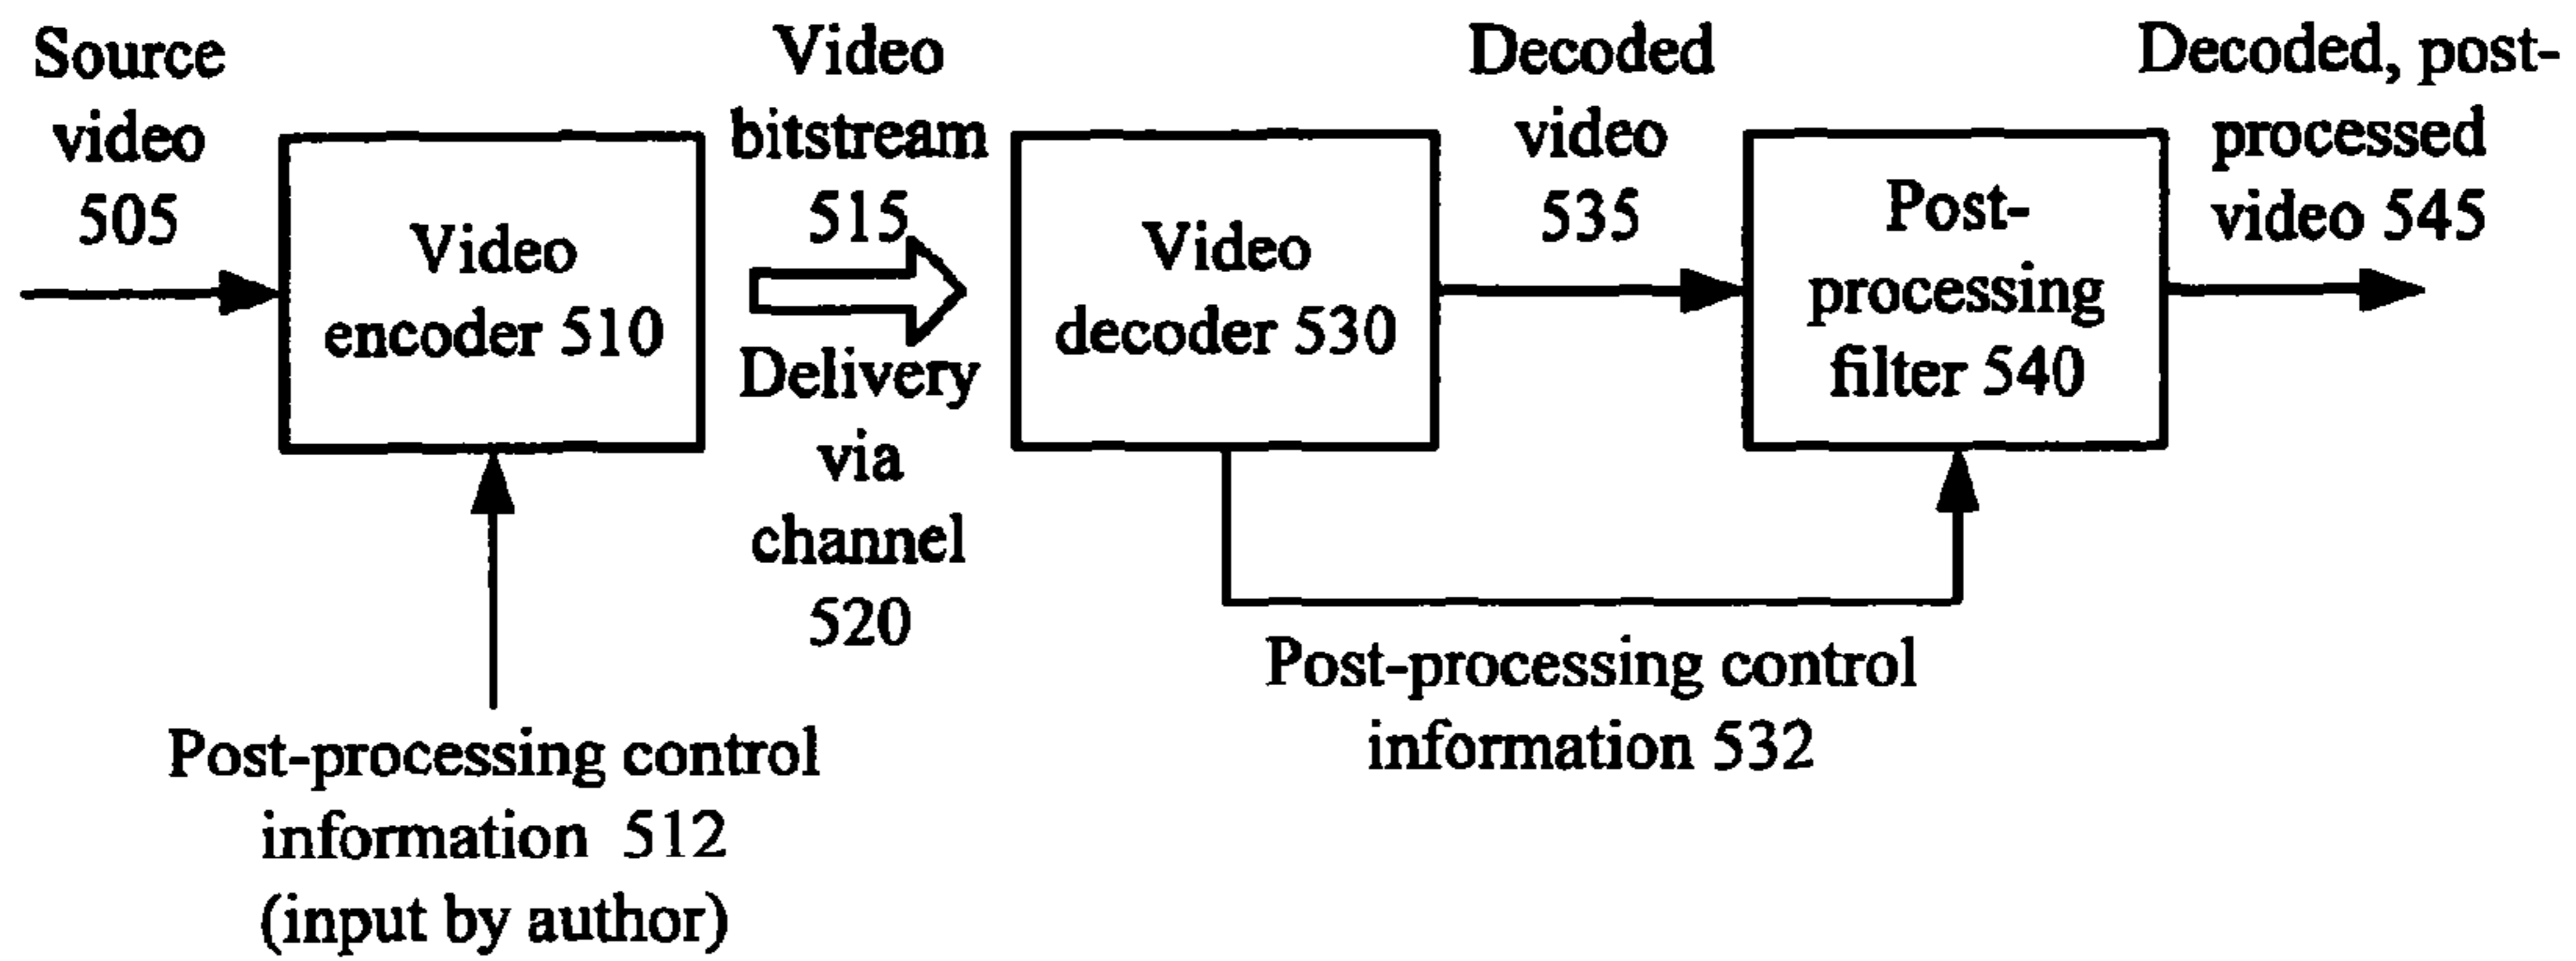 Source
video
505
Video
encoder 510
Post-processing control
information 512
(input by author)
Video
bitstream
515
Delivery
via
channel
520
Video
decoder 530
Decoded
video
535
Post-processing control
information 532
Post-
processing
filter 540
Decoded, post-
processed
video 545